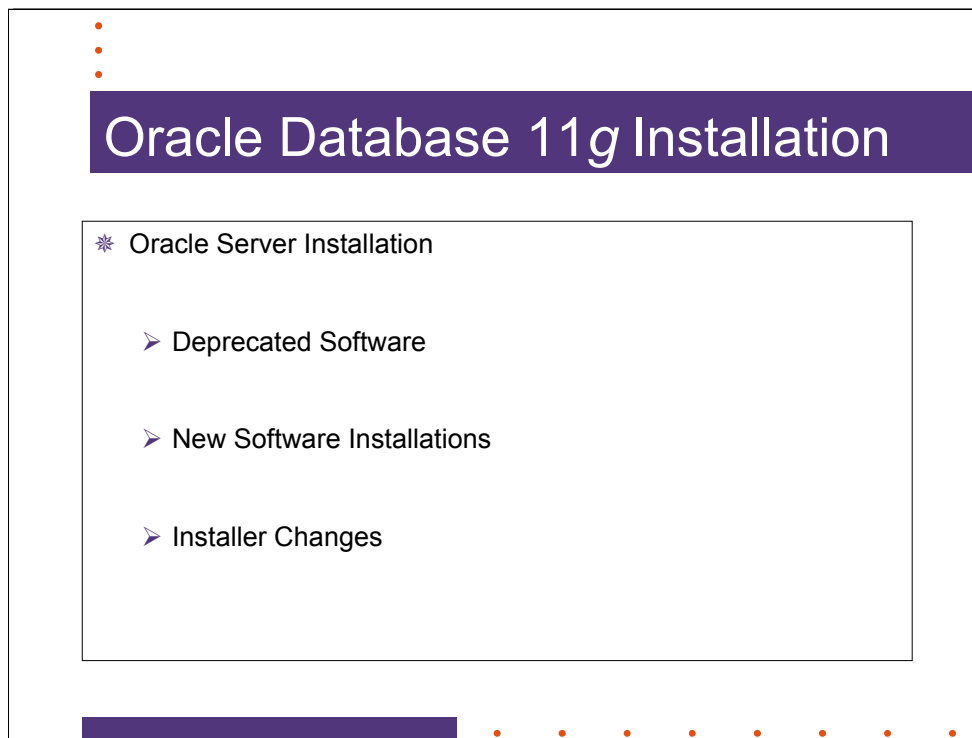 Oracle Database 11g Installation
Oracle Server Installation
Deprecated Software
New Software Installations
Installer Changes